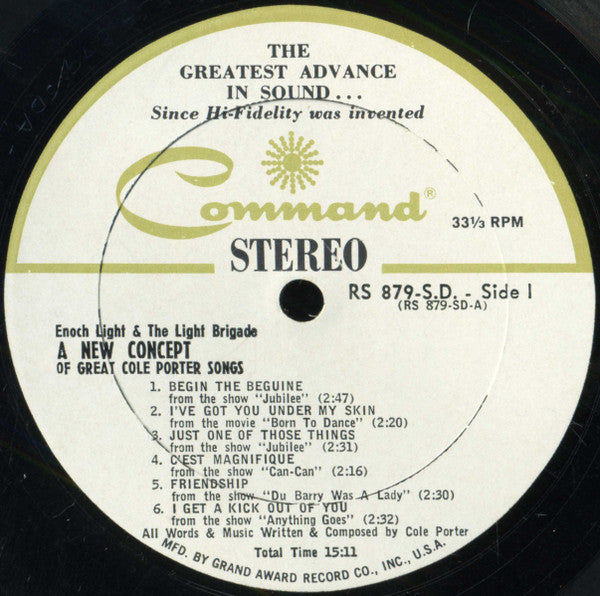 THE
GREATEST ADVANCE
IN SOUND...
Since Hi-Fidelity was invented
Command®
33⅓ RPM
STEREO
RS 879-S.D. - Side 1
(RS 879-SD-A)
Enoch Light & The Light Brigade
A NEW CONCEPT
OF GREAT COLE PORTER SONGS
1. BEGIN THE BEGUINE
from the show "Jubilee" (2:47)
2. I'VE GOT YOU UNDER MY SKIN
from the movie "Born To Dance" (2:20)
3. JUST ONE OF THOSE THINGS
from the show "Jubilee" (2:31)
4. C'EST MAGNIFIQUE
from the show "Can-Can" (2:16)
5. FRIENDSHIP
from the show "Du Barry Was A Lady" (2:30)
6. I GET A KICK OUT OF YOU
from the show "Anything Goes" (2:32)
All Words & Music Written & Composed by Cole Porter
Total Time 15:11
MFD. BY GRAND AWARD RECORD CO., INC., U.S.A.